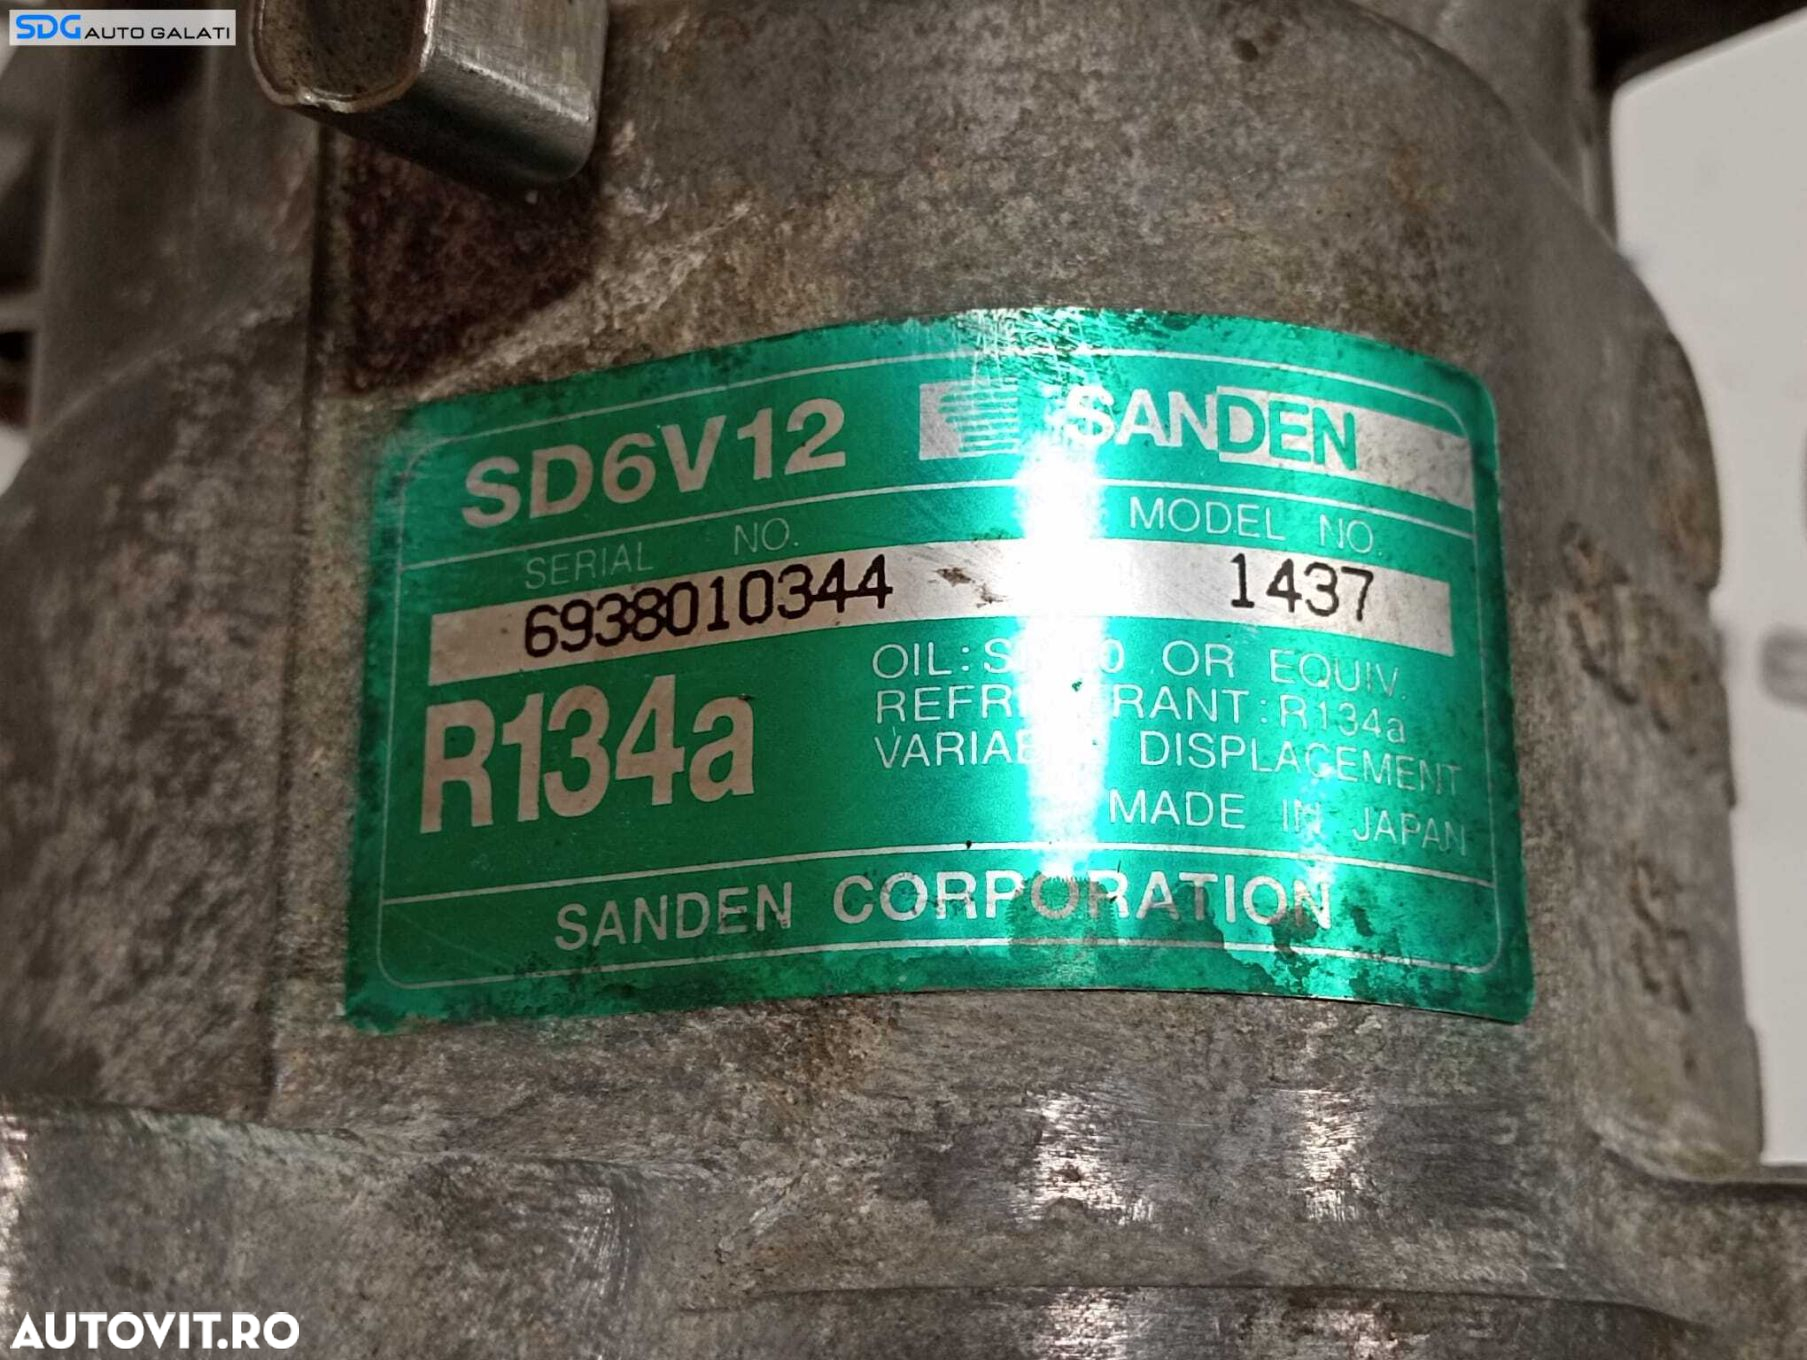 SDG AUTO GALATI
SD6V12 SANDEN
SERIAL NO. MODEL NO.
6938010344 1437
R134a
OIL: OR EQUIV.
: R134a
DISPLACEMENT
MADE IN JAPAN
SANDEN CORPORATION
AUTOVIT.RO